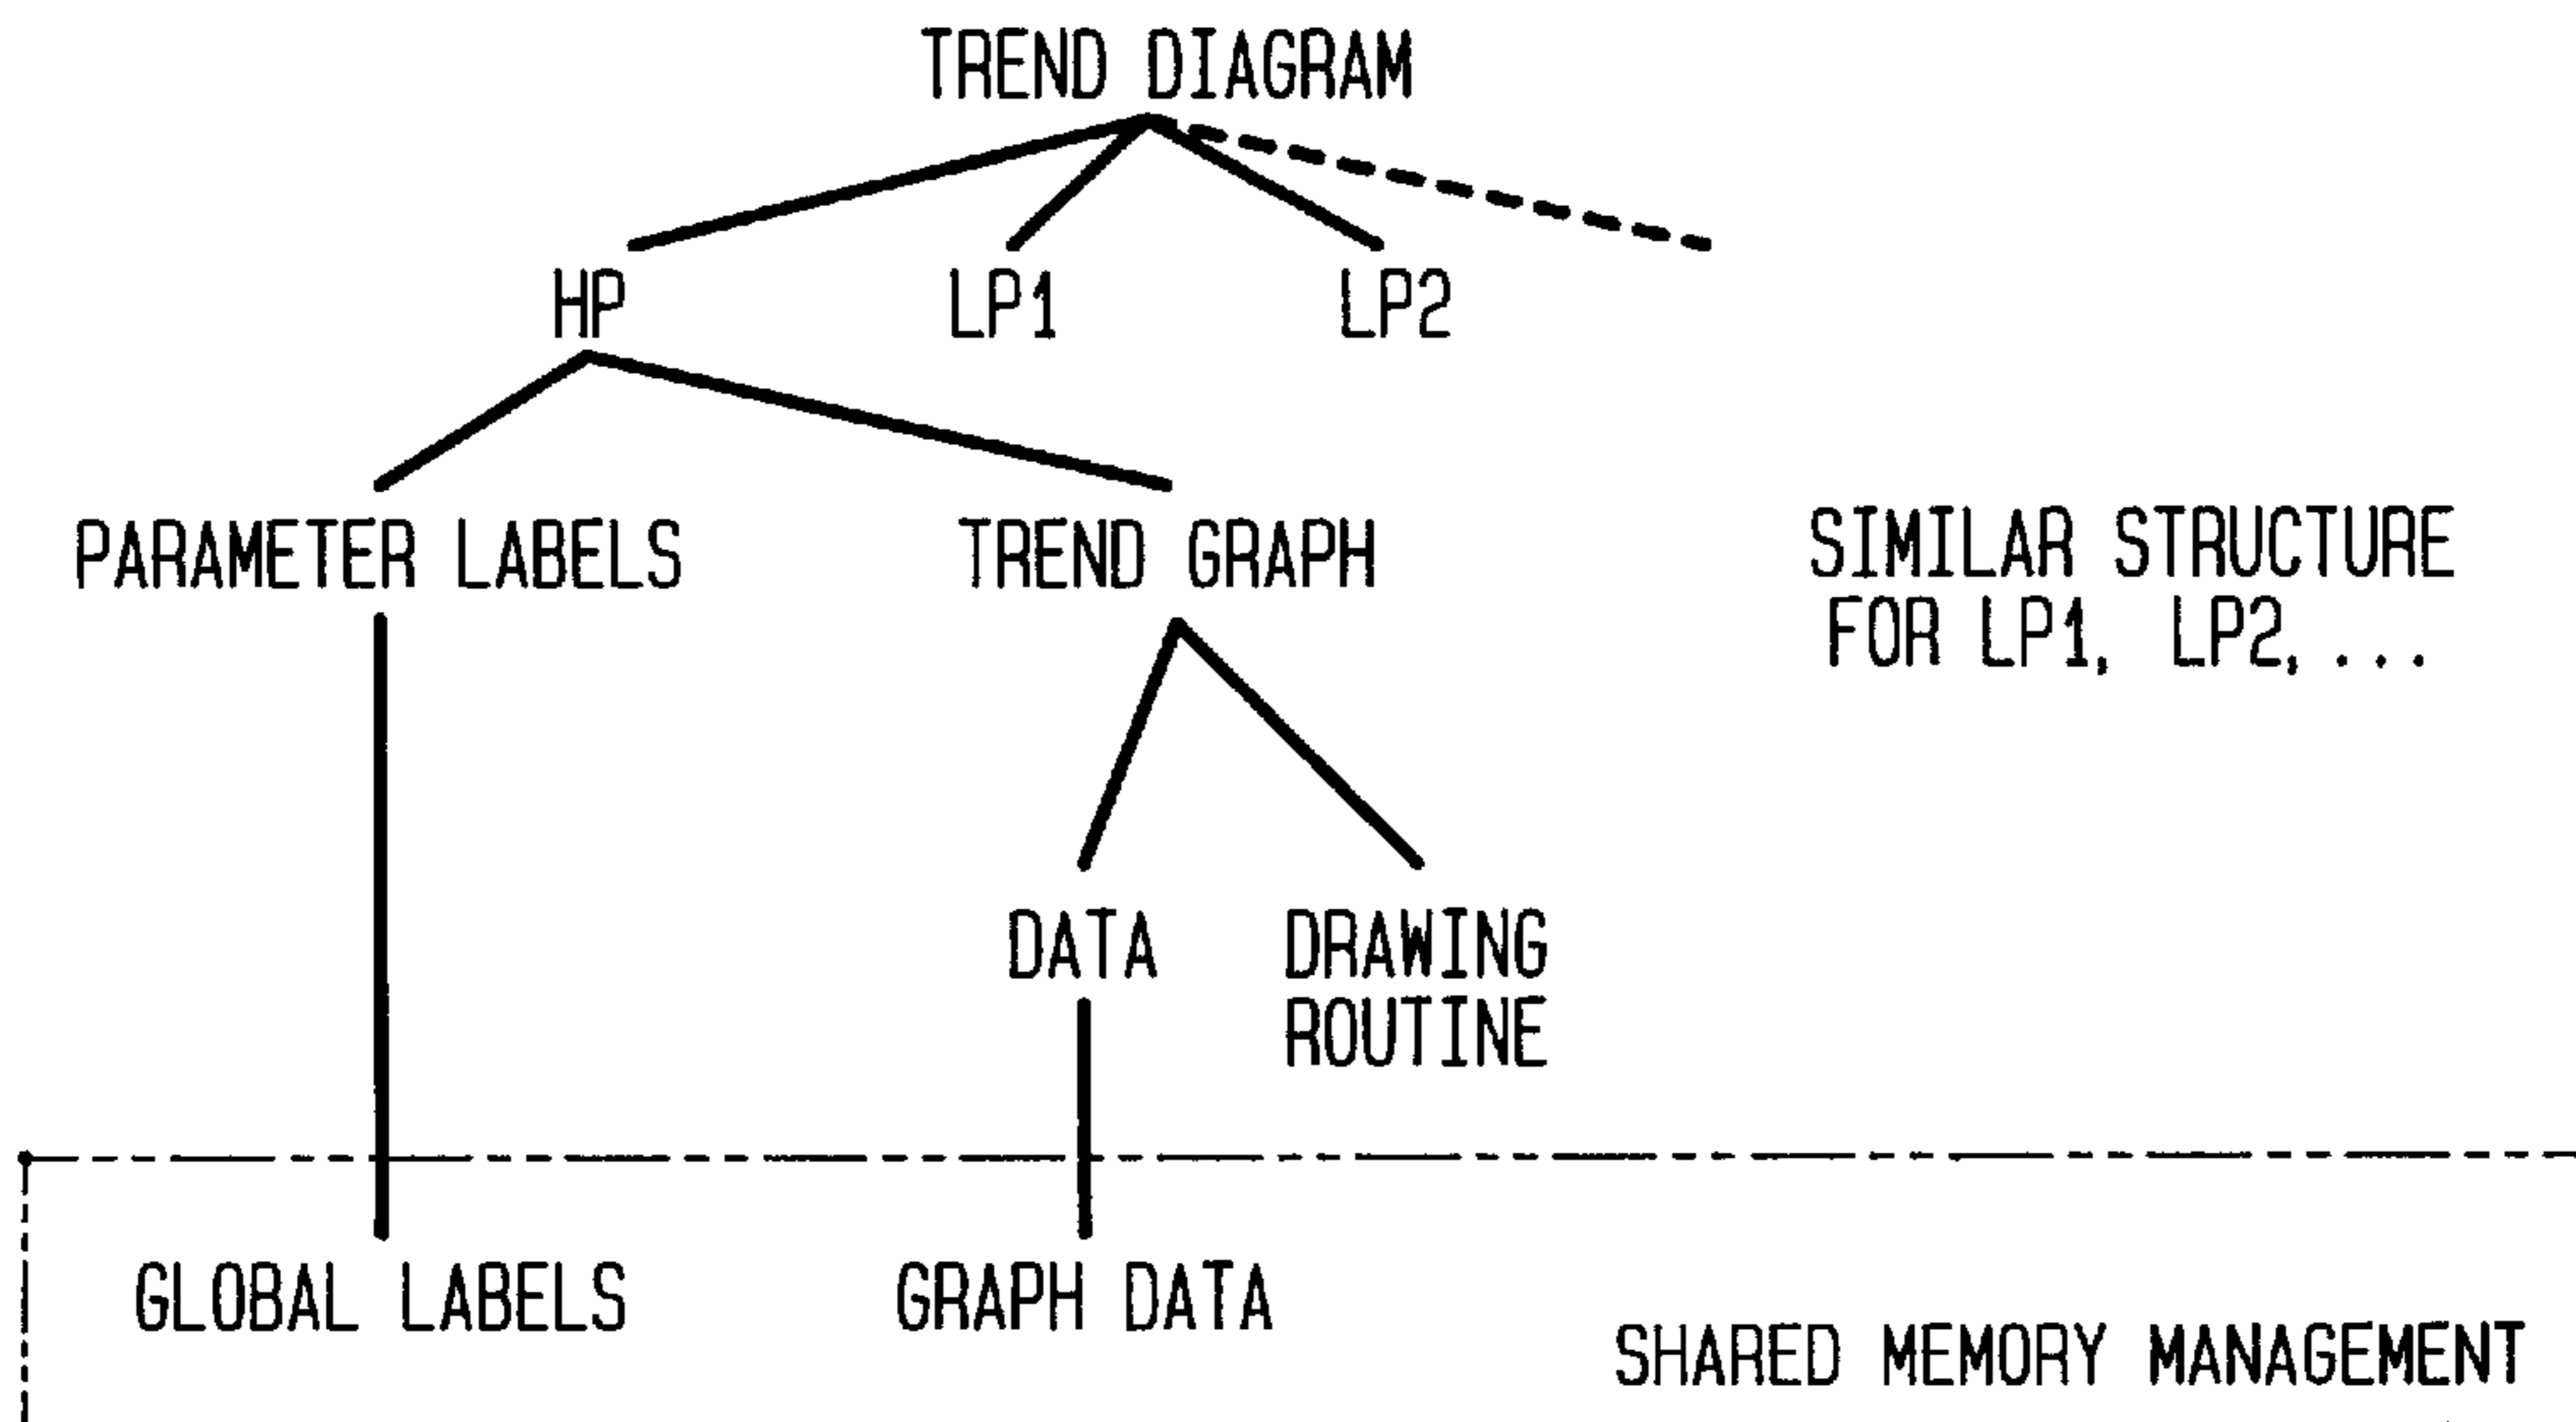 TREND DIAGRAM
HP LP1 LP2
PARAMETER LABELS TREND GRAPH
SIMILAR STRUCTURE
FOR LP1, LP2, ...
DATA DRAWING
ROUTINE
GLOBAL LABELS GRAPH DATA
SHARED MEMORY MANAGEMENT